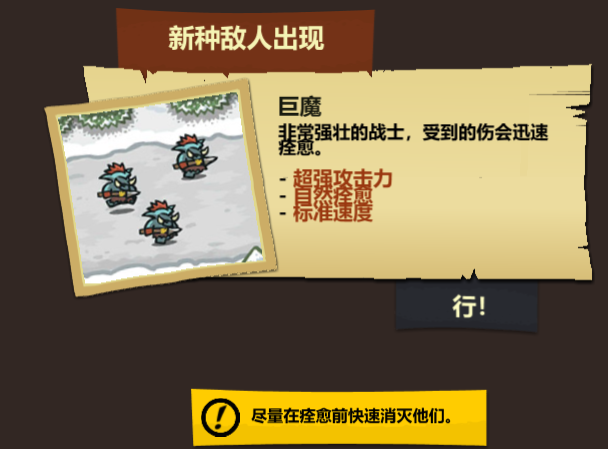 新种敌人出现
巨魔
非常强壮的战士，受到的伤会迅速
痊愈。
- 超强攻击力
- 自然痊愈
- 标准速度
行!
尽量在痊愈前快速消灭他们。